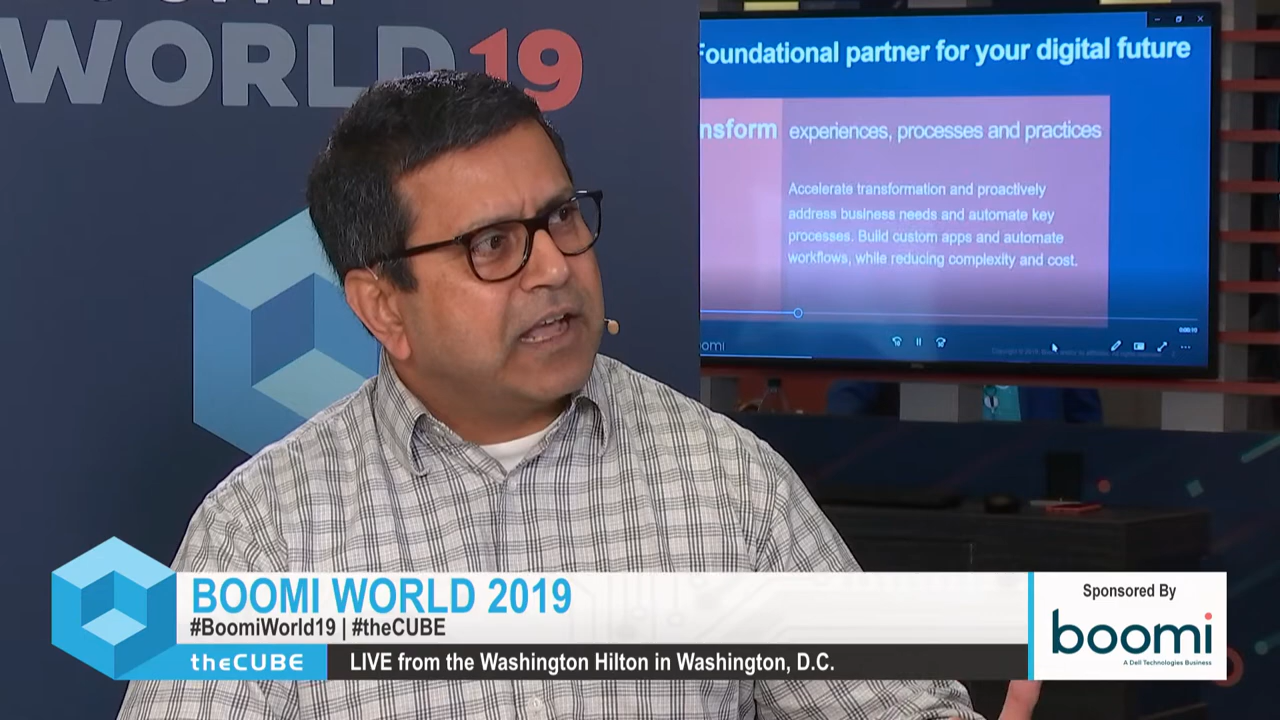 WORLD19
Foundational partner for your digital future
nsform experiences, processes and practices
Accelerate transformation and proactively
address business needs and automate key
processes. Build custom apps and automate
workflows, while reducing complexity and cost.
omi
BOOMI WORLD 2019
#BoomiWorld19 | #theCUBE
theCUBE
LIVE from the Washington Hilton in Washington, D.C.
Sponsored By
boomi
A Dell Technologies Business